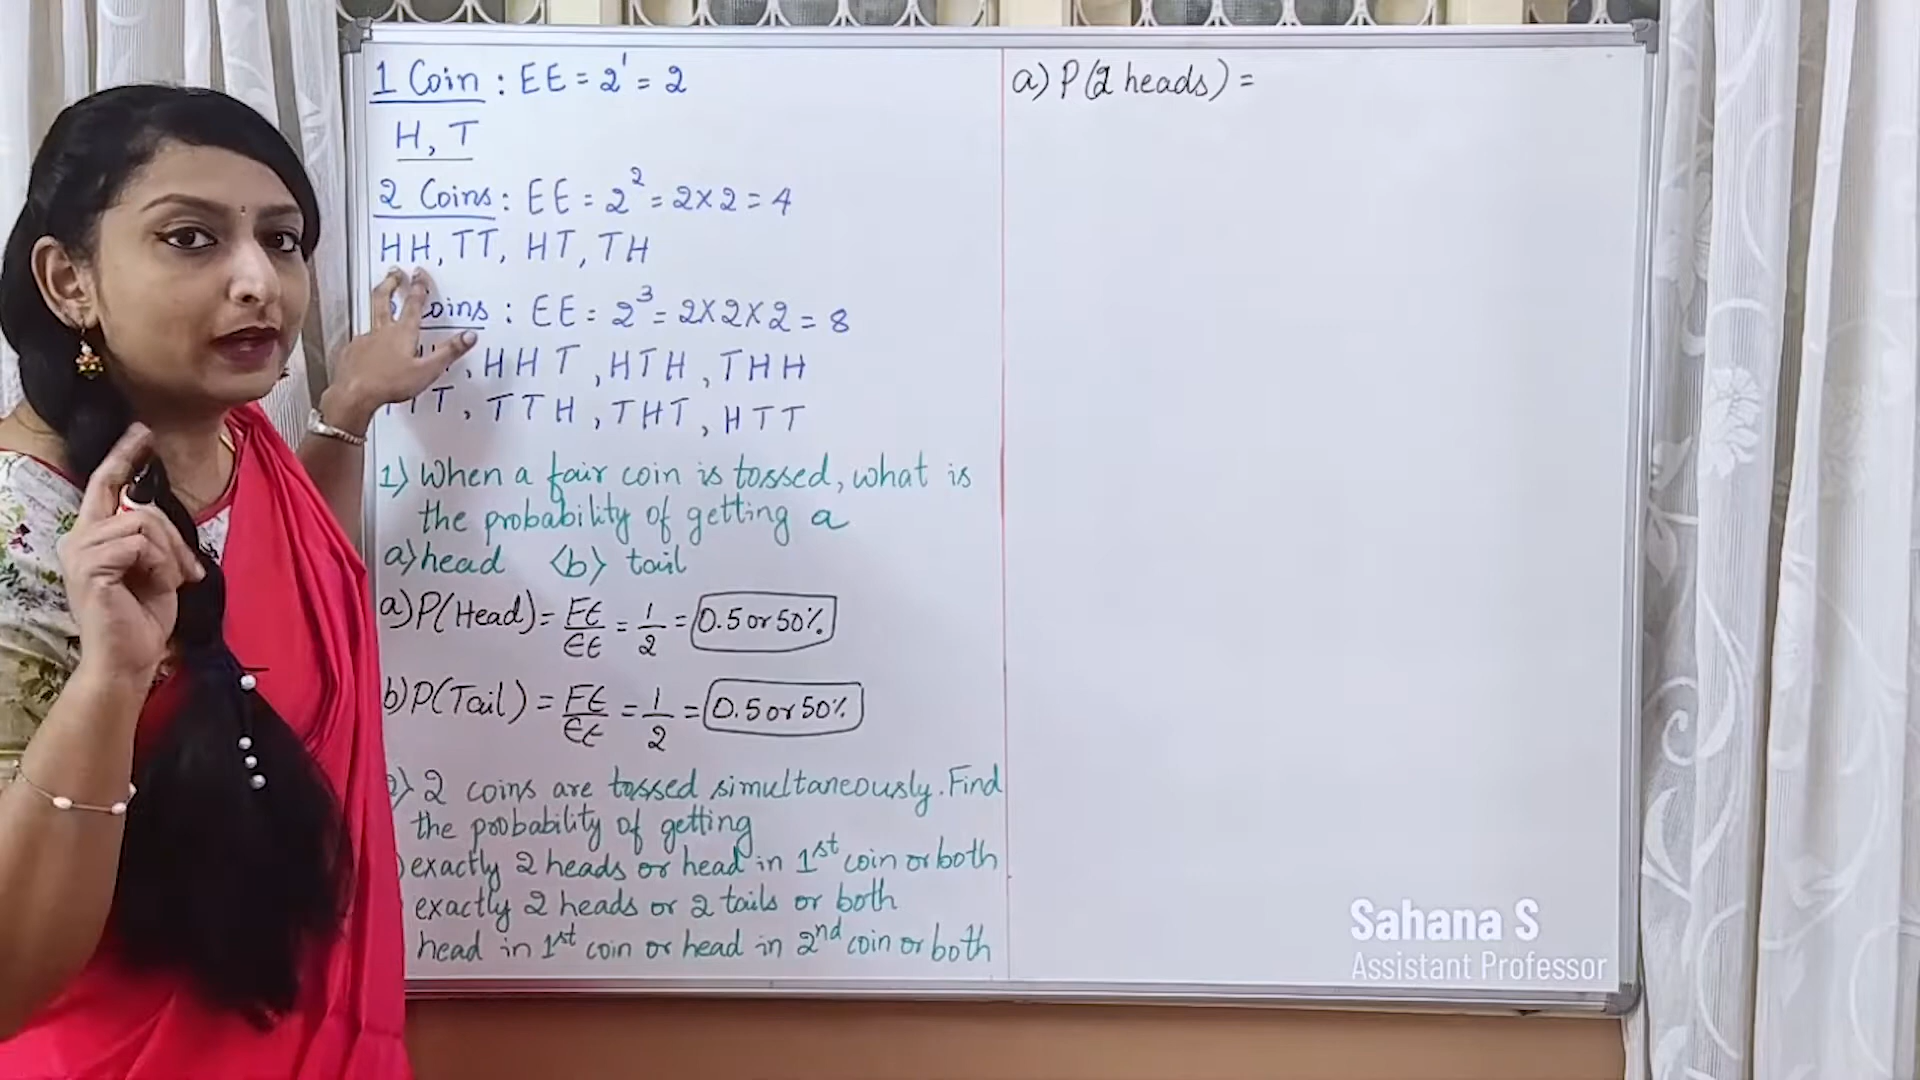 1 Coin : EE = 2¹ = 2
H, T
2 Coins : EE = 2² = 2×2 = 4
HH, TT, HT, TH
Coins : EE = 2³ = 2×2×2 = 8
, HHT, HTH, THH
TT, TTH, THT, HTT
1) When a fair coin is tossed, what is
the probability of getting a
a) head (b) tail
a) P(Head) = FE/EE = 1/2 = 0.5 or 50%.
b) P(Tail) = FE/EE = 1/2 = 0.5 or 50%.
2) 2 coins are tossed simultaneously. Find
the probability of getting
) exactly 2 heads or head in 1st coin or both
exactly 2 heads or 2 tails or both
head in 1st coin or head in 2nd coin or both
a) P(2 heads) =
Sahana S
Assistant Professor